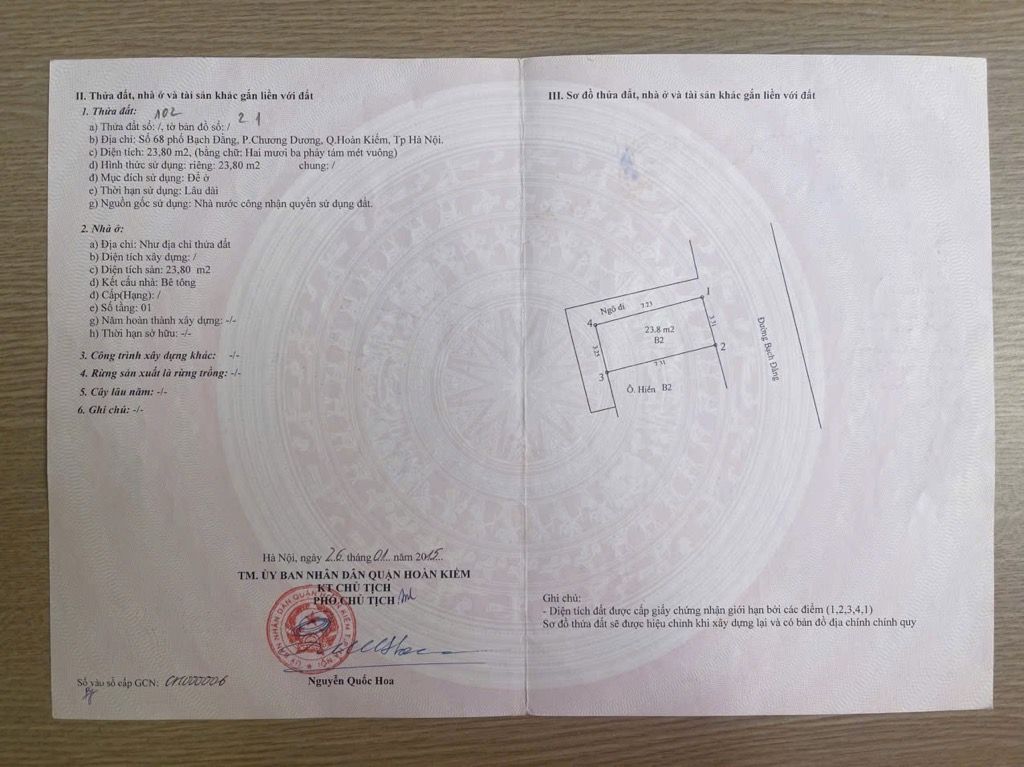 II. Thửa đất, nhà ở và tài sản khác gắn liền với đất
1. Thửa đất:
102
21
a) Thửa đất số: /, tờ bản đồ số: /
b) Địa chỉ: Số 68 phố Bạch Đằng, P.Chương Dương, Q.Hoàn Kiếm, Tp Hà Nội.
c) Diện tích: 23,80 m2, (bằng chữ: Hai mươi ba phảy tám mét vuông)
d) Hình thức sử dụng: riêng: 23,80 m2 chung: /
đ) Mục đích sử dụng: Để ở
e) Thời hạn sử dụng: Lâu dài
g) Nguồn gốc sử dụng: Nhà nước công nhận quyền sử dụng đất.
2. Nhà ở:
a) Địa chỉ: Như địa chỉ thửa đất
b) Diện tích xây dựng: /
c) Diện tích sàn: 23,80 m2
d) Kết cấu nhà: Bê tông
đ) Cấp(Hạng): /
e) Số tầng: 01
g) Năm hoàn thành xây dựng: -/-
h) Thời hạn sở hữu: -/-
3. Công trình xây dựng khác: -/-
4. Rừng sản xuất là rừng trồng: -/-
5. Cây lâu năm: -/-
6. Ghi chú: -/-
Hà Nội, ngày 26 tháng 01 năm 2015
TM. ỦY BAN NHÂN DÂN QUẬN HOÀN KIẾM
KT CHỦ TỊCH
PHÓ CHỦ TỊCH
Nguyễn Quốc Hoa
Số vào sổ cấp GCN:
III. Sơ đồ thửa đất, nhà ở và tài sản khác gắn liền với đất
1
Ngõ đi
7.23
4
23.8 m2
B2
3.51
2
3.25
7.31
3
Ô. Hiền B2
Đường Bạch Đằng
Ghi chú:
- Diện tích đất được cấp giấy chứng nhận giới hạn bởi các điểm (1,2,3,4,1)
Sơ đồ thửa đất sẽ được hiệu chỉnh khi xây dựng lại và có bản đồ địa chính chính quy